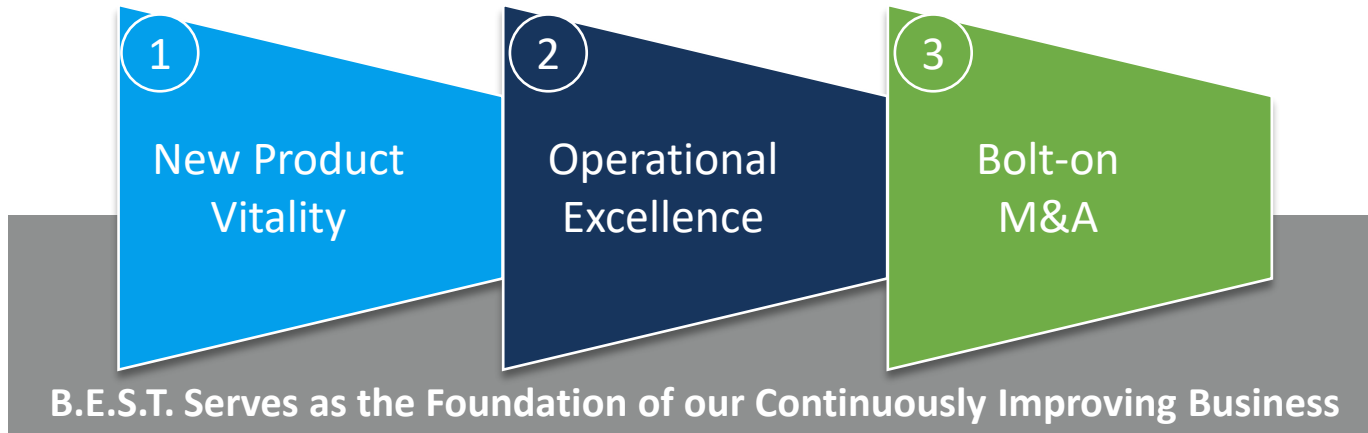 1
New Product
Vitality
2
Operational
Excellence
3
Bolt-on
M&A
B.E.S.T. Serves as the Foundation of our Continuously Improving Business